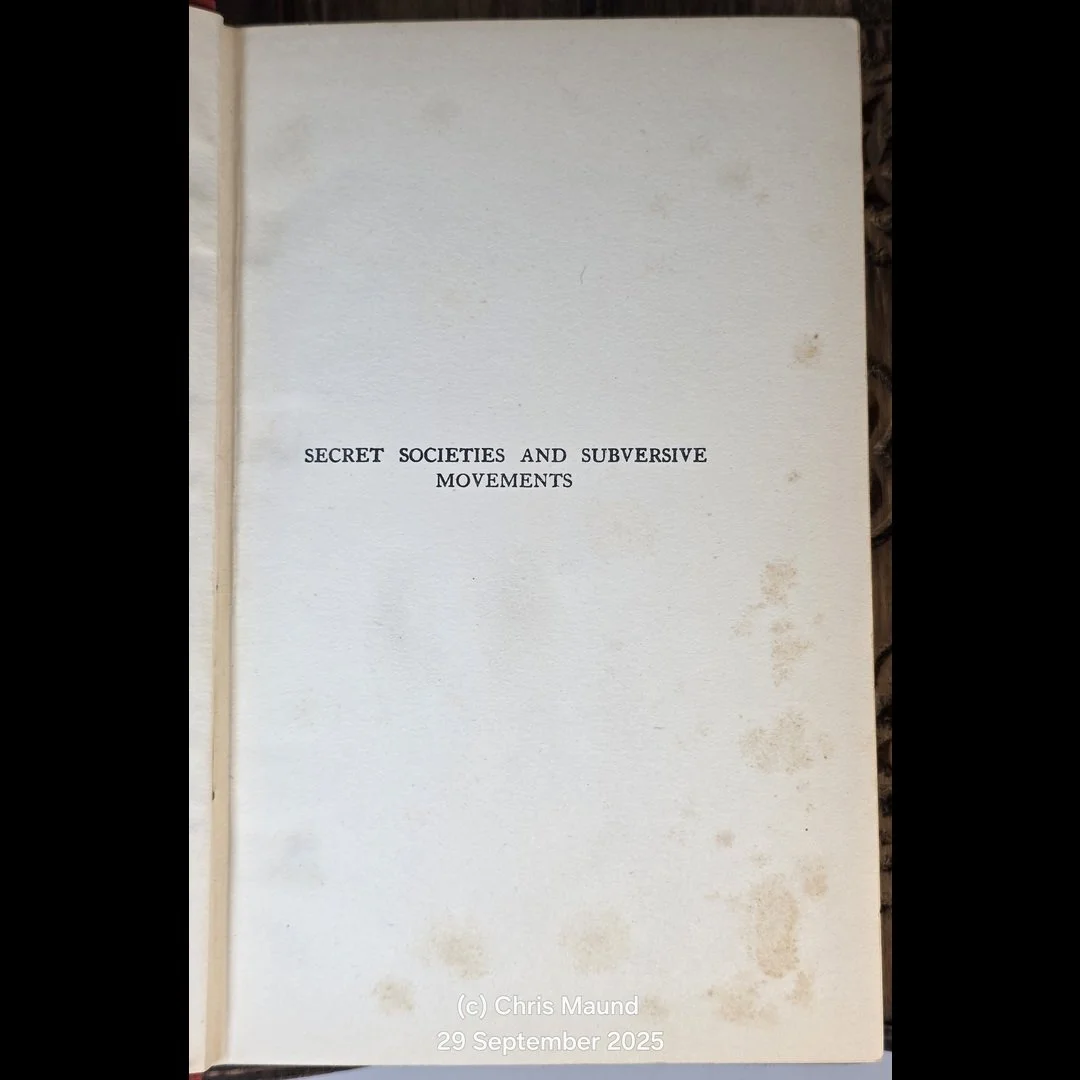 SECRET SOCIETIES AND SUBVERSIVE
MOVEMENTS
(c) Chris Maund
29 September 2025